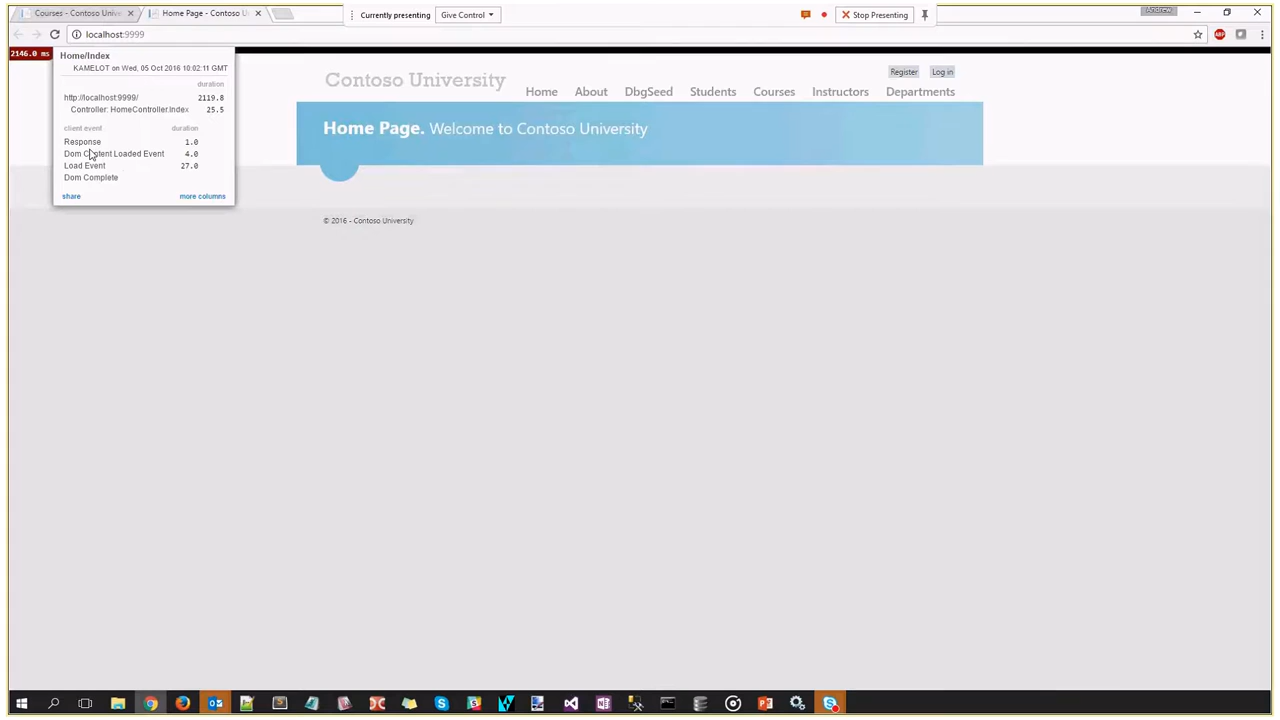 Courses - Contoso Unive
Home Page - Contoso U
Currently presenting
Give Control
Stop Presenting
Andrew
localhost:9999
2146.0 ms
Home/Index
KAMELOT on Wed, 05 Oct 2016 10:02:11 GMT
duration
http://localhost:9999/ 2119.8
Controller: HomeController.Index 25.5
client event duration
Response 1.0
Dom Content Loaded Event 4.0
Load Event 27.0
Dom Complete
share more columns
Register Log in
Contoso University
Home About DbgSeed Students Courses Instructors Departments
Home Page. Welcome to Contoso University
© 2016 - Contoso University
ABP